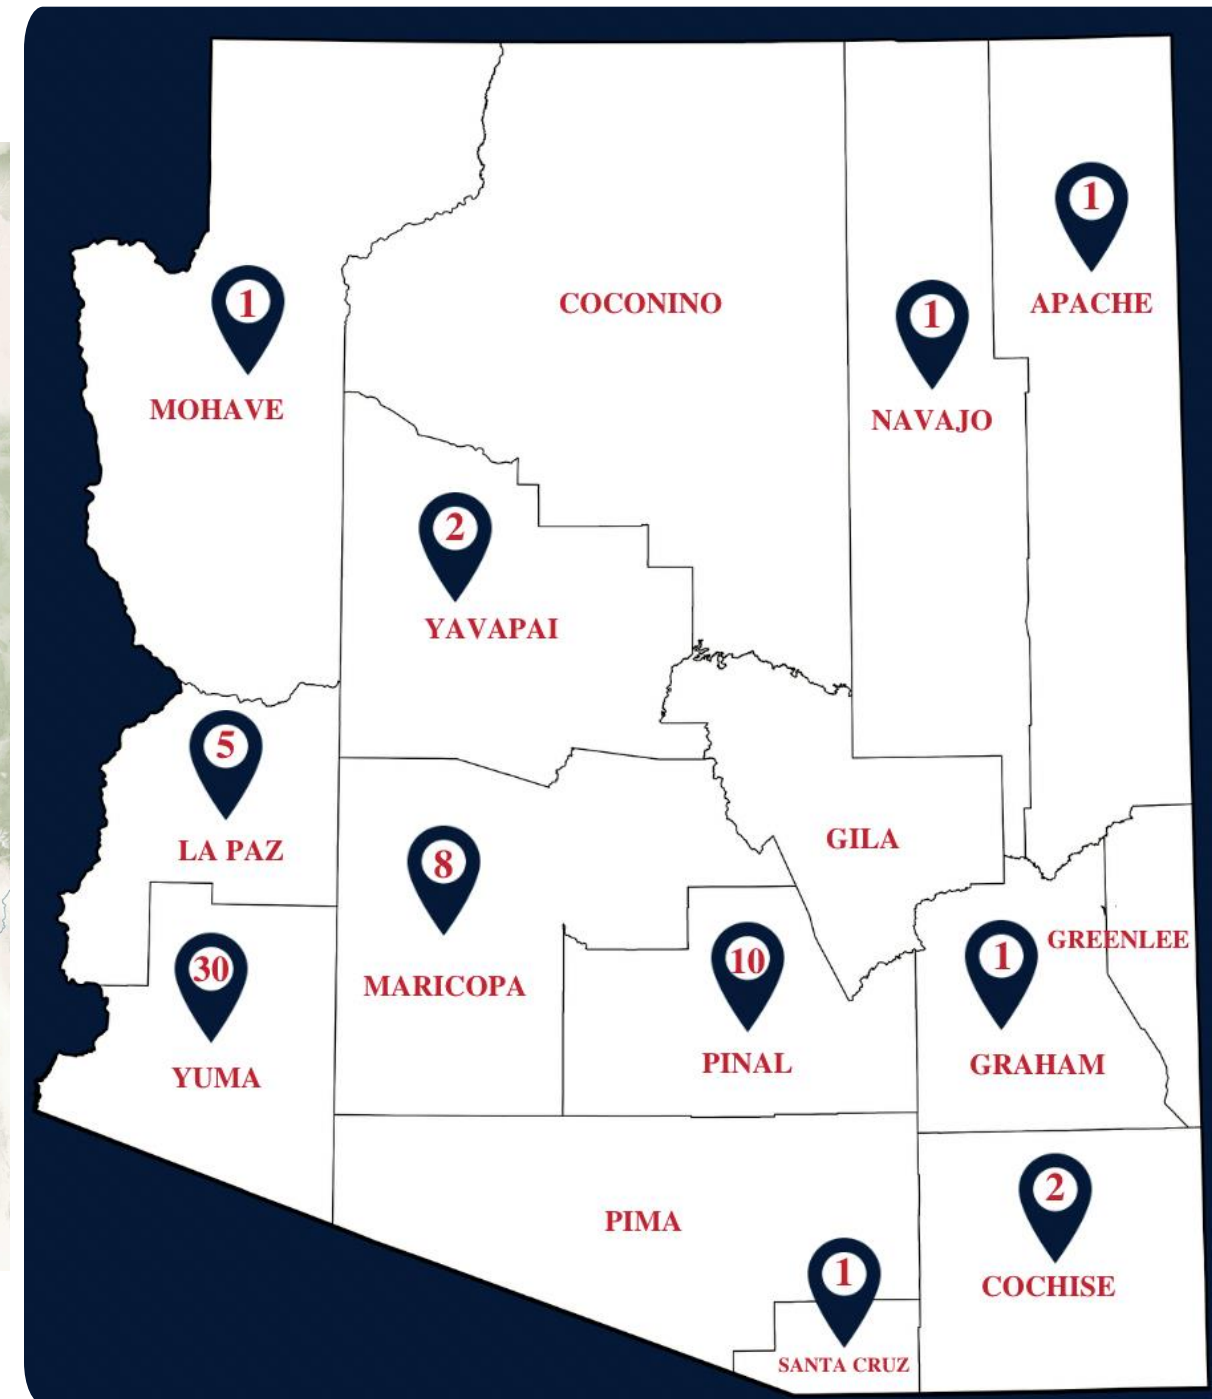 1
APACHE
1
MOHAVE
COCONINO
1
NAVAJO
2
YAVAPAI
5
LA PAZ
8
MARICOPA
GILA
30
YUMA
10
PINAL
1
GRAHAM
GREENLEE
PIMA
2
COCHISE
1
SANTA CRUZ